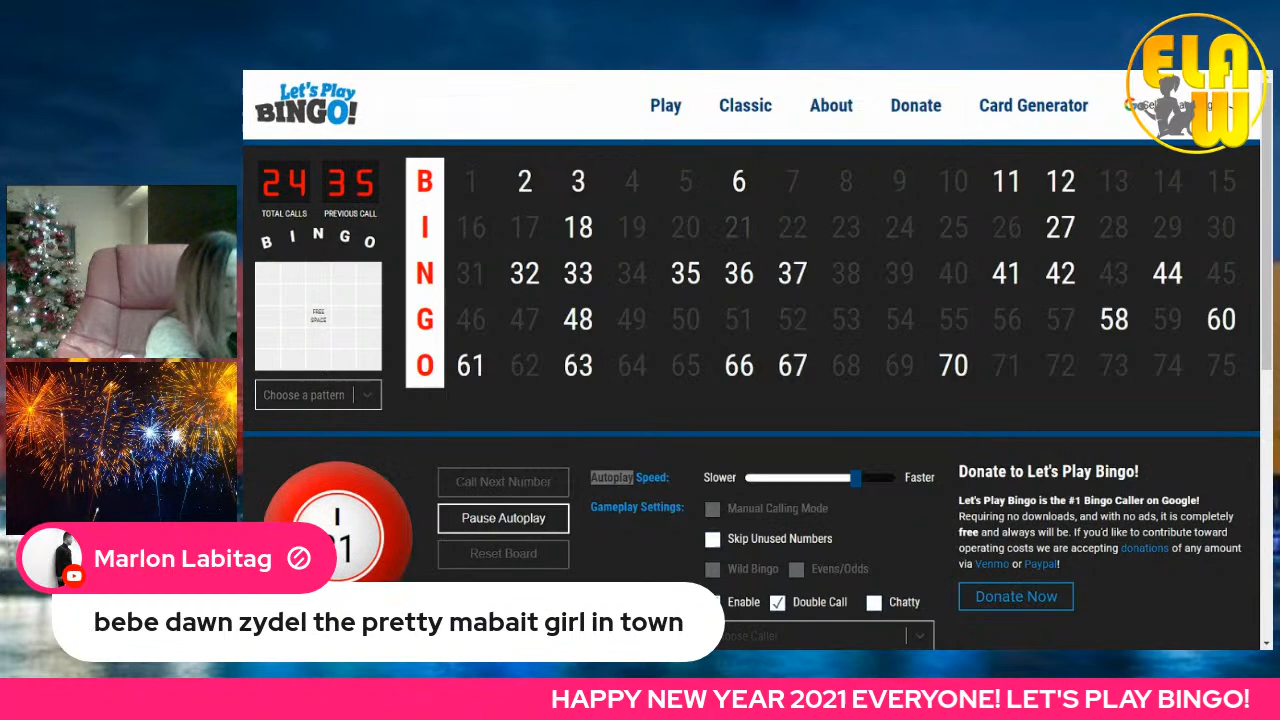 ELA
W
Let's Play
BINGO!
Play Classic About Donate Card Generator
24 35
TOTAL CALLS PREVIOUS CALL
B I N G O
FREE
SPACE
Choose a pattern
B 1 2 3 4 5 6 7 8 9 10 11 12 13 14 15
I 16 17 18 19 20 21 22 23 24 25 26 27 28 29 30
N 31 32 33 34 35 36 37 38 39 40 41 42 43 44 45
G 46 47 48 49 50 51 52 53 54 55 56 57 58 59 60
O 61 62 63 64 65 66 67 68 69 70 71 72 73 74 75
I
Call Next Number
Pause Autoplay
Reset Board
Autoplay Speed: Slower Faster
Gameplay Settings: Manual Calling Mode
Skip Unused Numbers
Wild Bingo Evens/Odds
Enable Double Call Chatty
Caller
Donate to Let's Play Bingo!
Let's Play Bingo is the #1 Bingo Caller on Google!
Requiring no downloads, and with no ads, it is completely
free and always will be. If you'd like to contribute toward
operating costs we are accepting donations of any amount
via Venmo or Paypal!
Donate Now
Marlon Labitag
bebe dawn zydel the pretty mabait girl in town
HAPPY NEW YEAR 2021 EVERYONE! LET'S PLAY BINGO!